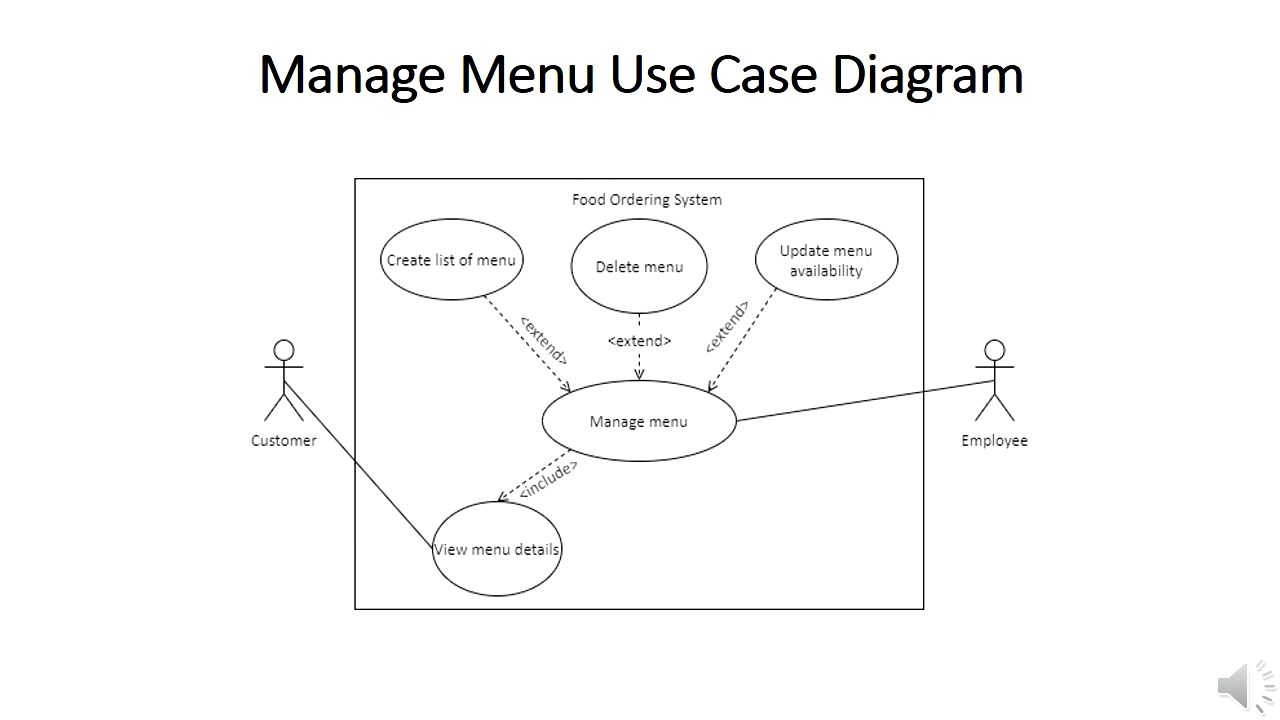 Manage Menu Use Case Diagram
Food Ordering System
Create list of menu
Delete menu
Update menu
availability
<extend>
<extend>
<extend>
Manage menu
Customer
Employee
<include>
View menu details